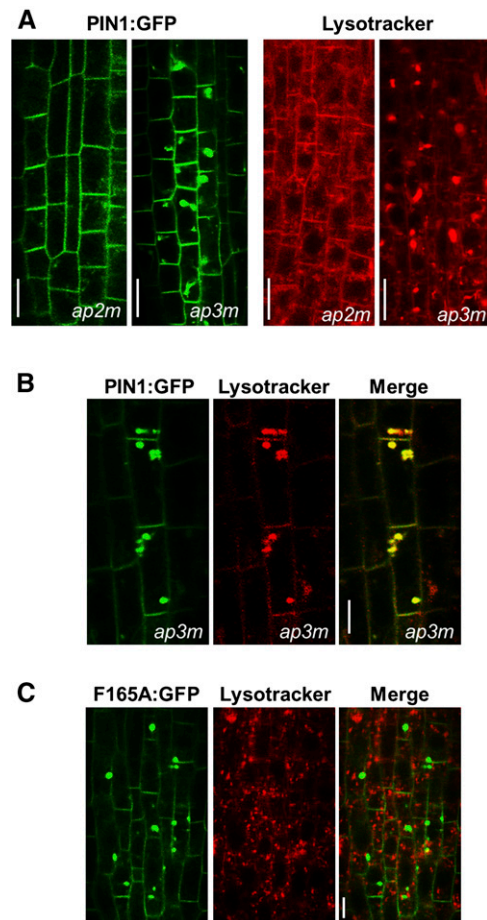 A
PIN1:GFP Lysotracker
ap2m ap3m ap2m ap3m
B
PIN1:GFP Lysotracker Merge
ap3m ap3m ap3m
C
F165A:GFP Lysotracker Merge